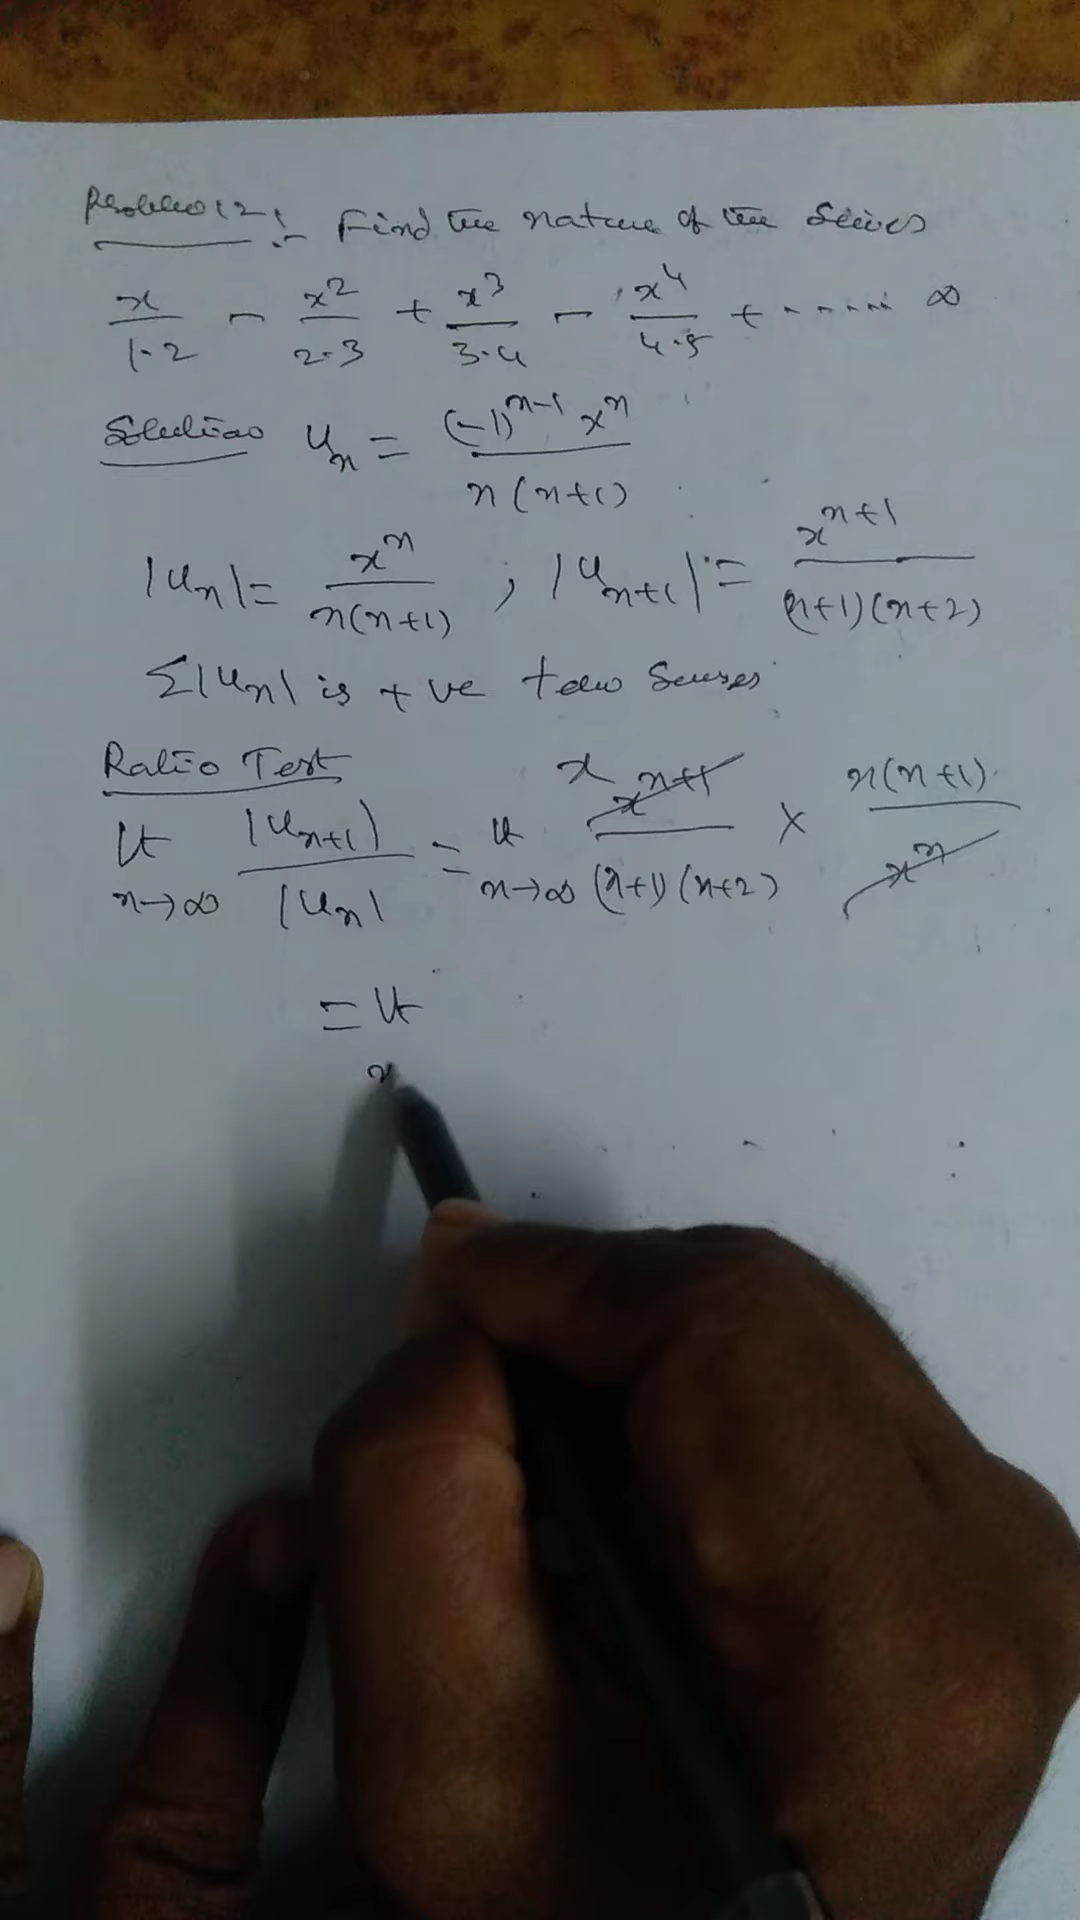 Problem 12 :- Find the nature of the Series
x/1·2 - x²/2·3 + x³/3·4 - x⁴/4·5 + ...... ∞
Solution uₙ = (-1)ⁿ⁻¹ xⁿ / n(n+1)
|uₙ| = xⁿ / n(n+1) ; |uₙ₊₁| = xⁿ⁺¹ / (n+1)(n+2)
Σ|uₙ| is +ve term Series
Ratio Test
lt n→∞ |uₙ₊₁| / |uₙ| = lt n→∞ x xⁿ⁺¹ / (n+1)(n+2) × n(n+1) / xⁿ
= lt
n